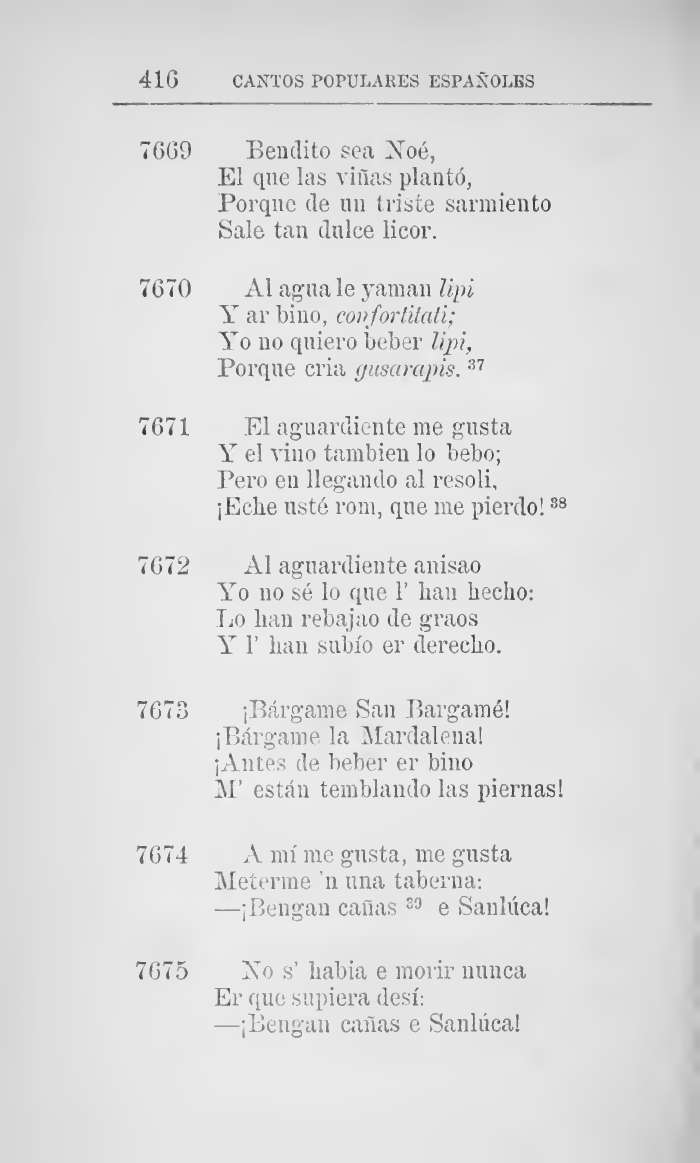 416 CANTOS POPULARES ESPAÑOLES
7669 Bendito sea Noé,
El que las viñas plantó,
Porque de un triste sarmiento
Sale tan dulce licor.
7670 Al agua le yaman lipi
Y ar bino, confortitati;
Yo no quiero beber lipi,
Porque cria gusarapis. 37
7671 El aguardiente me gusta
Y el vino tambien lo bebo;
Pero en llegando al resoli,
¡Eche usté rom, que me pierdo! 38
7672 Al aguardiente anisao
Yo no sé lo que l' han hecho:
Lo han rebajao de graos
Y l' han subío er derecho.
7673 ¡Bárgame San Bargamé!
¡Bárgame la Mardalena!
¡Antes de beber er bino
M' están temblando las piernas!
7674 A mí me gusta, me gusta
Meterme 'n una taberna:
—¡Bengan cañas 39 e Sanlúca!
7675 No s' habia e morir nunca
Er que supiera desí:
—¡Bengan cañas e Sanlúca!